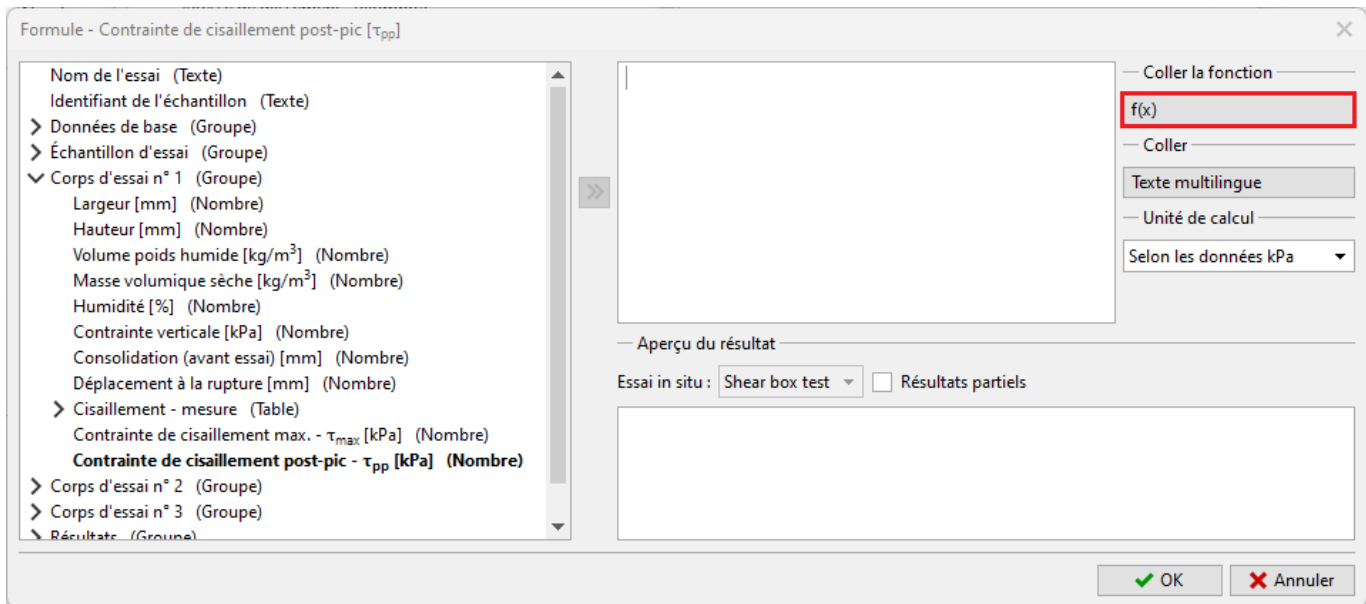 Formule - Contrainte de cisaillement post-pic [τpp]
Nom de l'essai (Texte)
Identifiant de l'échantillon (Texte)
Données de base (Groupe)
Échantillon d'essai (Groupe)
Corps d'essai n° 1 (Groupe)
Largeur [mm] (Nombre)
Hauteur [mm] (Nombre)
Volume poids humide [kg/m³] (Nombre)
Masse volumique sèche [kg/m³] (Nombre)
Humidité [%] (Nombre)
Contrainte verticale [kPa] (Nombre)
Consolidation (avant essai) [mm] (Nombre)
Déplacement à la rupture [mm] (Nombre)
Cisaillement - mesure (Table)
Contrainte de cisaillement max. - τmax [kPa] (Nombre)
Contrainte de cisaillement post-pic - τpp [kPa] (Nombre)
Corps d'essai n° 2 (Groupe)
Corps d'essai n° 3 (Groupe)
Résultats (Groupe)
Coller la fonction
f(x)
Coller
Texte multilingue
Unité de calcul
Selon les données kPa
Aperçu du résultat
Essai in situ : Shear box test Résultats partiels
OK Annuler